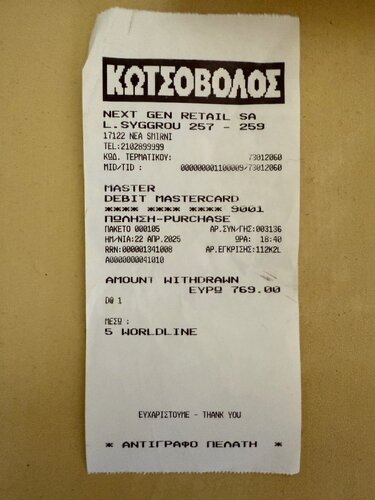 ΚΩΤΣΟΒΟΛΟΣ
NEXT GEN RETAIL SA
L.SYGGROU 257 - 259
17122 NEA SMIRNI
TEL:2102899999
ΚΩΔ. ΤΕΡΜΑΤΙΚΟΥ: 73012060
MID/TID : 000000001100009/73012060
MASTER
DEBIT MASTERCARD
**** **** **** 9001
ΠΩΛΗΣΗ-PURCHASE
ΠΑΚΕΤΟ 000105 ΑΡ.ΣΥΝ/ΓΗΣ:003136
ΗΜ/ΝΙΑ:22 ΑΠΡ.2025 ΩΡΑ: 18:40
RRN:000001341008 ΑΡ.ΕΓΚΡΙΣΗΣ:112K2L
A0000000041010
AMOUNT WITHDRAWN
ΕΥΡΩ 769.00
D@ 1
ΜΕΣΩ :
5 WORLDLINE
ΕΥΧΑΡΙΣΤΟΥΜΕ - THANK YOU
* ΑΝΤΙΓΡΑΦΟ ΠΕΛΑΤΗ *